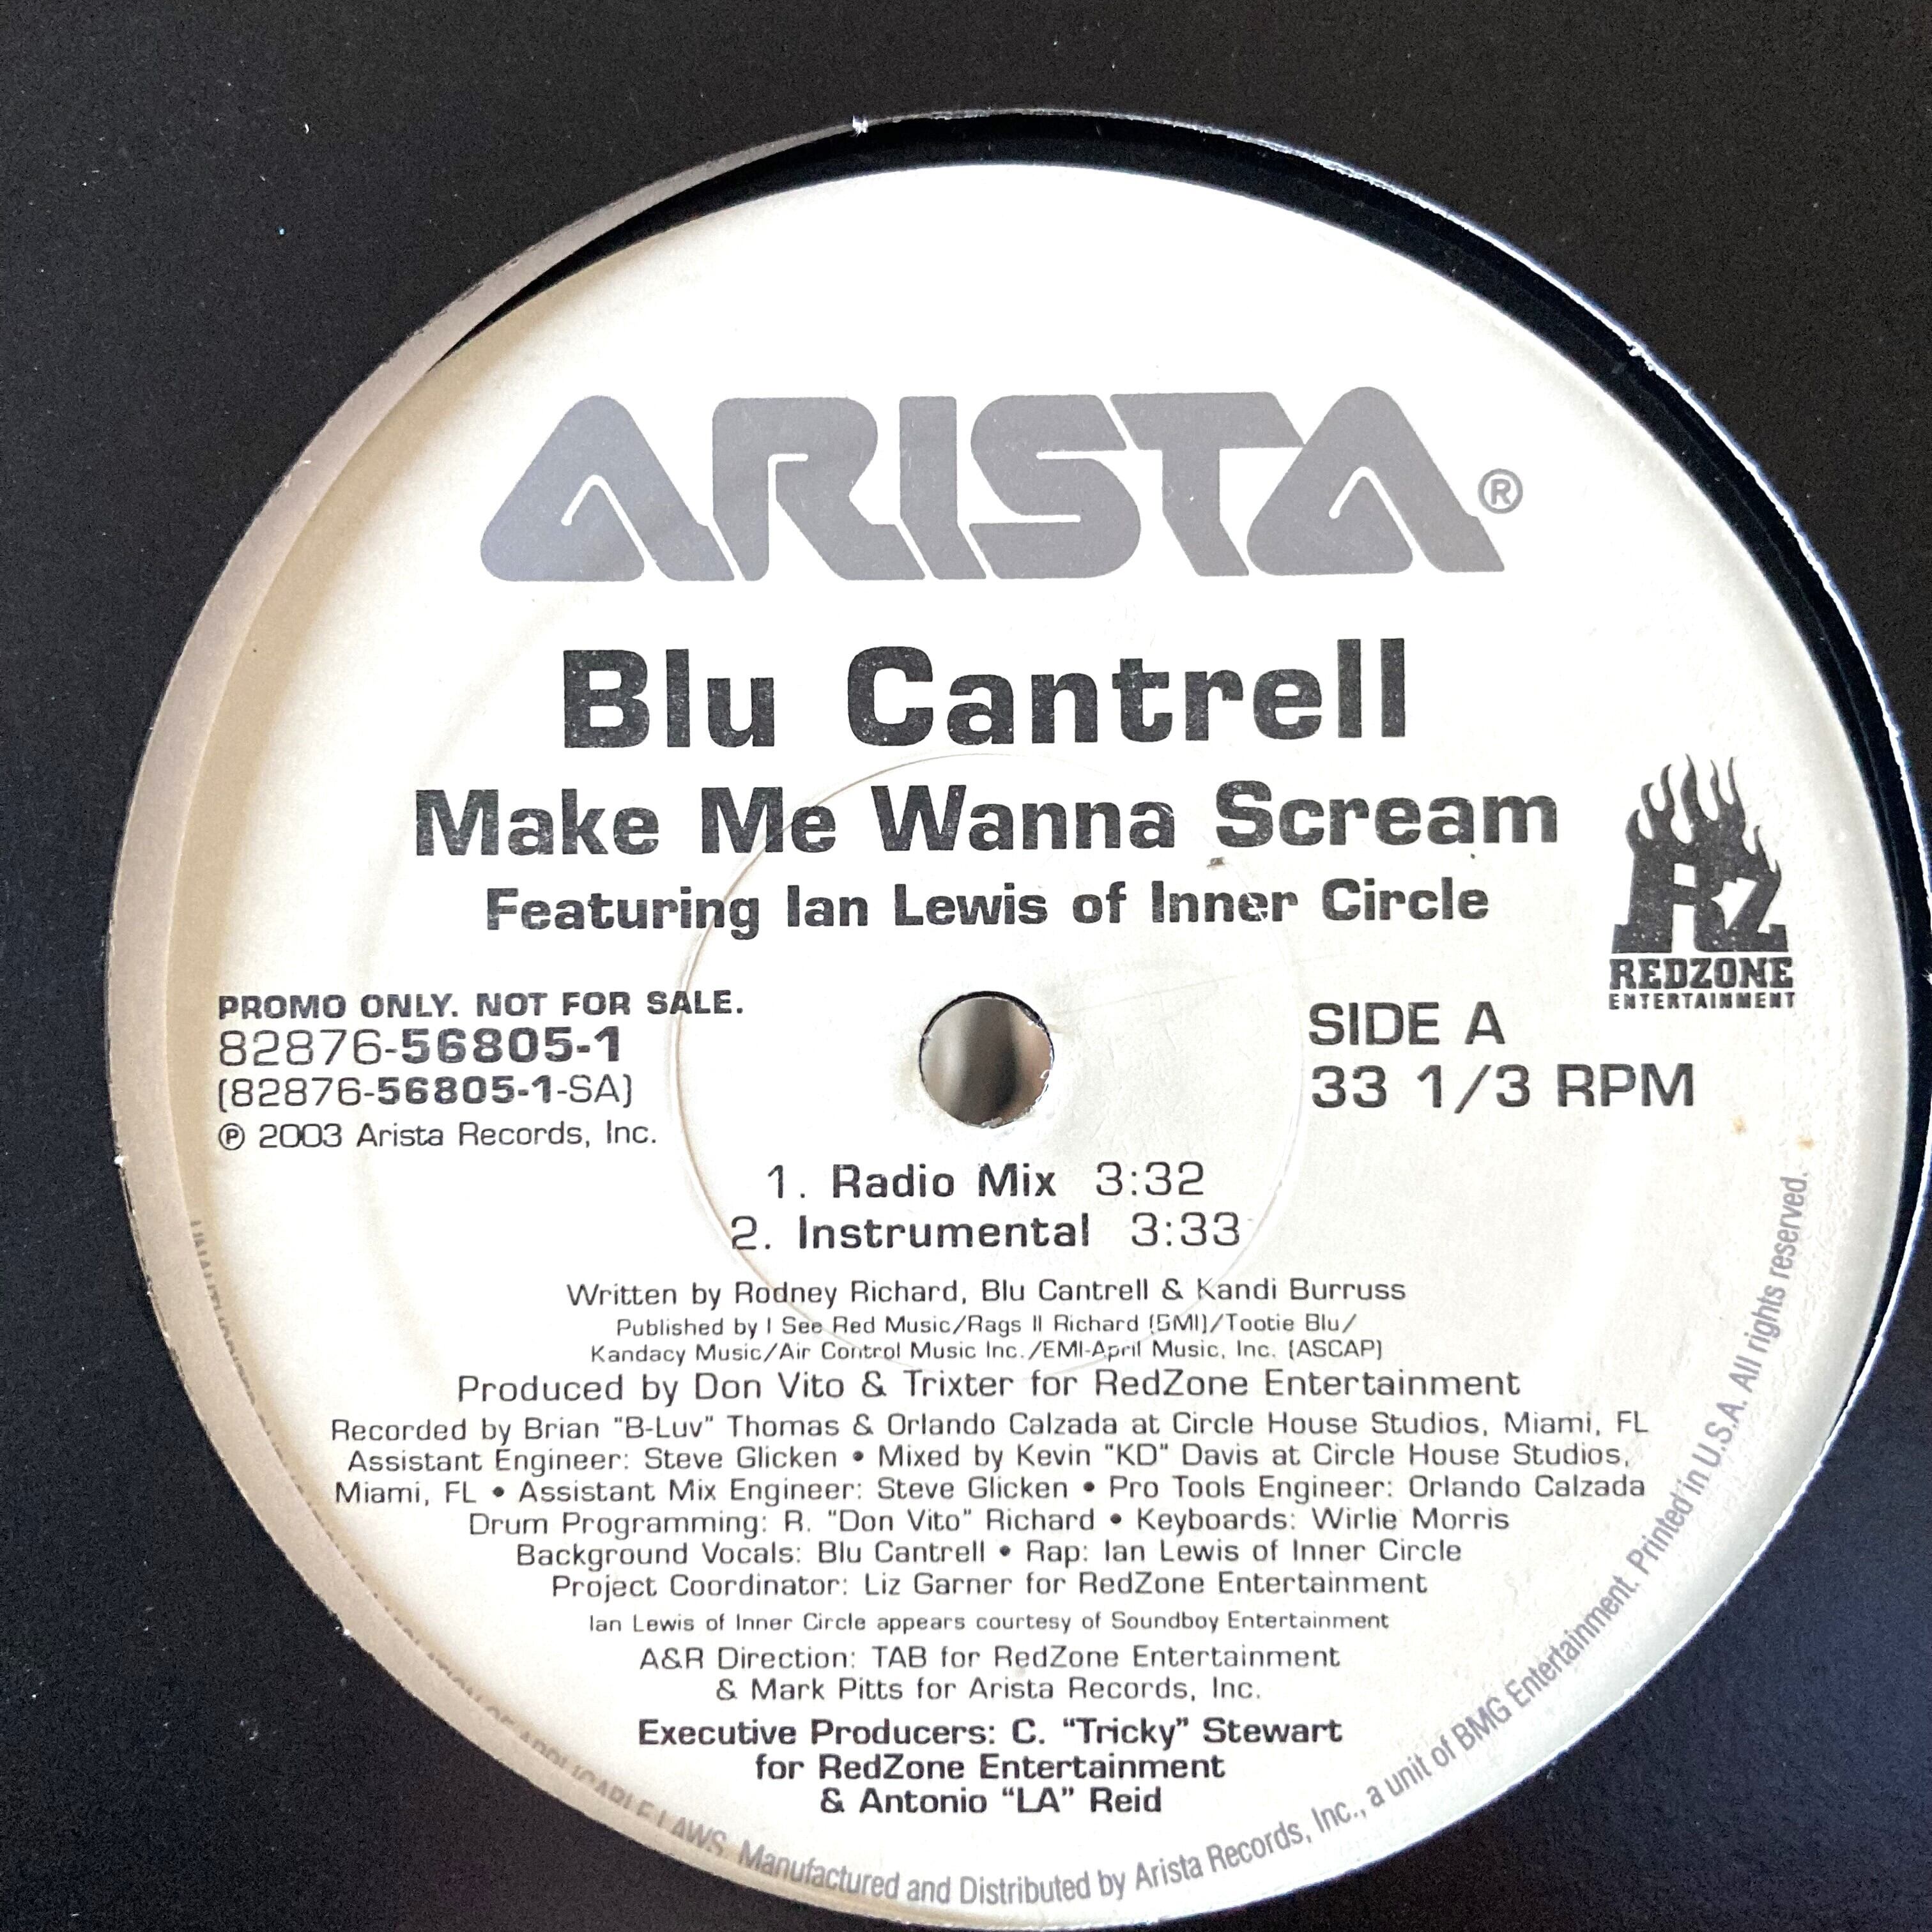 ARISTA®
Blu Cantrell
Make Me Wanna Scream
Featuring Ian Lewis of Inner Circle
RZ
REDZONE
ENTERTAINMENT
PROMO ONLY. NOT FOR SALE.
82876-56805-1
(82876-56805-1-SA)
℗ 2003 Arista Records, Inc.
SIDE A
33 1/3 RPM
1. Radio Mix 3:32
2. Instrumental 3:33
Written by Rodney Richard, Blu Cantrell & Kandi Burruss
Published by I See Red Music/Rags II Richard (BMI)/Tootie Blu/
Kandacy Music/Air Control Music Inc./EMI-April Music, Inc. (ASCAP)
Produced by Don Vito & Trixter for RedZone Entertainment
Recorded by Brian "B-Luv" Thomas & Orlando Calzada at Circle House Studios, Miami, FL
Assistant Engineer: Steve Glicken • Mixed by Kevin "KD" Davis at Circle House Studios,
Miami, FL • Assistant Mix Engineer: Steve Glicken • Pro Tools Engineer: Orlando Calzada
Drum Programming: R. "Don Vito" Richard • Keyboards: Wirlie Morris
Background Vocals: Blu Cantrell • Rap: Ian Lewis of Inner Circle
Project Coordinator: Liz Garner for RedZone Entertainment
Ian Lewis of Inner Circle appears courtesy of Soundboy Entertainment
A&R Direction: TAB for RedZone Entertainment
& Mark Pitts for Arista Records, Inc.
Executive Producers: C. "Tricky" Stewart
for RedZone Entertainment
& Antonio "LA" Reid
OF APPLICABLE LAWS. Manufactured and Distributed by Arista Records, Inc., a unit of BMG Entertainment. Printed in U.S.A. All rights reserved.